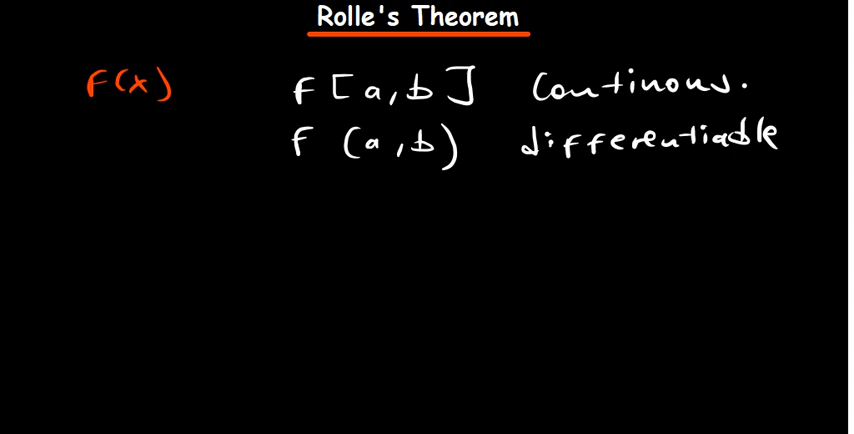 Rolle's Theorem
F(x) f [a,b] Continous.
f (a,b) differentiable